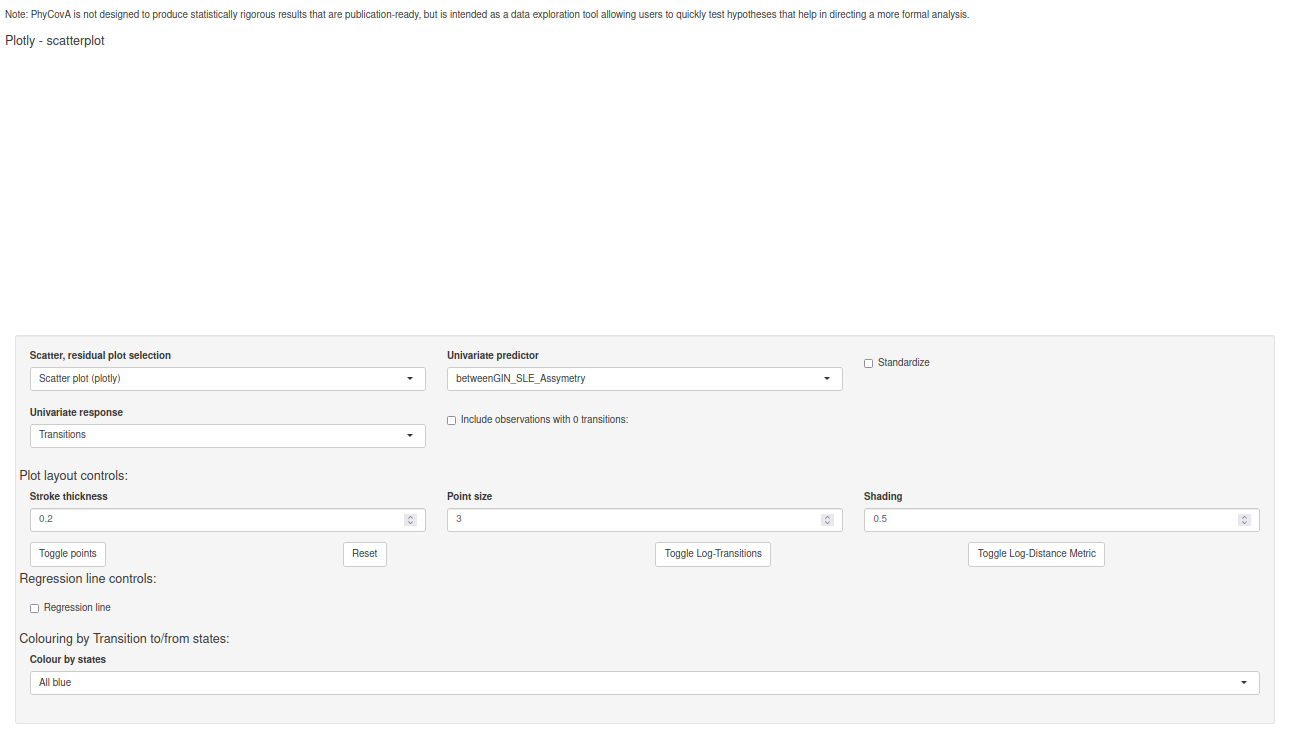 Note: PhyCovA is not designed to produce statistically rigorous results that are publication-ready, but is intended as a data exploration tool allowing users to quickly test hypotheses that help in directing a more formal analysis.
Plotly - scatterplot
Scatter, residual plot selection
Univariate predictor
Standardize
Scatter plot (plotly)
betweenGIN_SLE_Assymetry
Univariate response
Include observations with 0 transitions:
Transitions
Plot layout controls:
Stroke thickness
Point size
Shading
0.2
3
0.5
Toggle points
Reset
Toggle Log-Transitions
Toggle Log-Distance Metric
Regression line controls:
Regression line
Colouring by Transition to/from states:
Colour by states
All blue